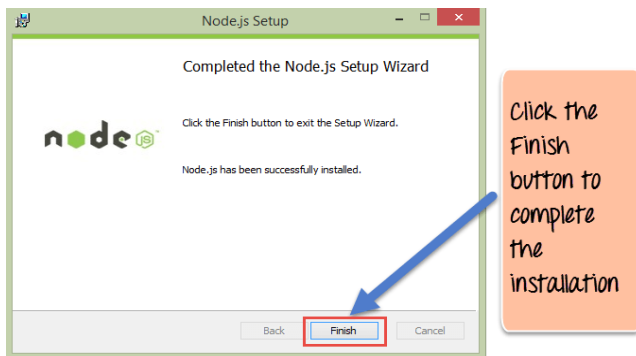 Node.js Setup
Completed the Node.js Setup Wizard
Click the Finish button to exit the Setup Wizard.
node js
Node.js has been successfully installed.
Back
Finish
Cancel
Click the
Finish
button to
complete
the
installation